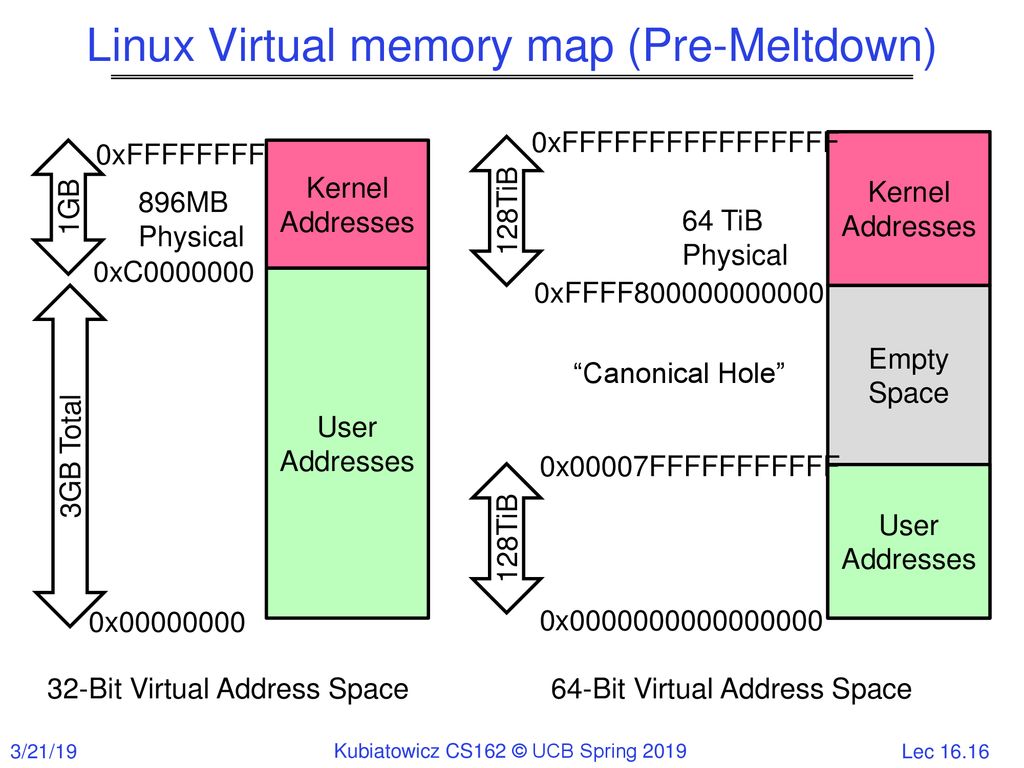 Linux Virtual memory map (Pre-Meltdown)
0xFFFFFFFF
1GB
896MB
Physical
0xC0000000
Kernel
Addresses
3GB Total
User
Addresses
0x00000000
32-Bit Virtual Address Space
0xFFFFFFFFFFFFFFFF
128TiB
64 TiB
Physical
0xFFFF800000000000
Kernel
Addresses
“Canonical Hole”
Empty
Space
0x00007FFFFFFFFFFF
128TiB
User
Addresses
0x0000000000000000
64-Bit Virtual Address Space
3/21/19
Kubiatowicz CS162 © UCB Spring 2019
Lec 16.16